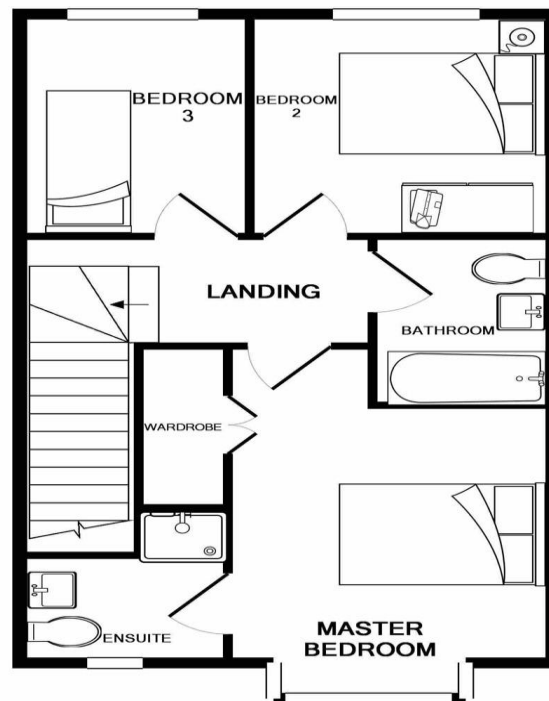 BEDROOM
3
BEDROOM
2
LANDING
BATHROOM
WARDROBE
ENSUITE
MASTER
BEDROOM